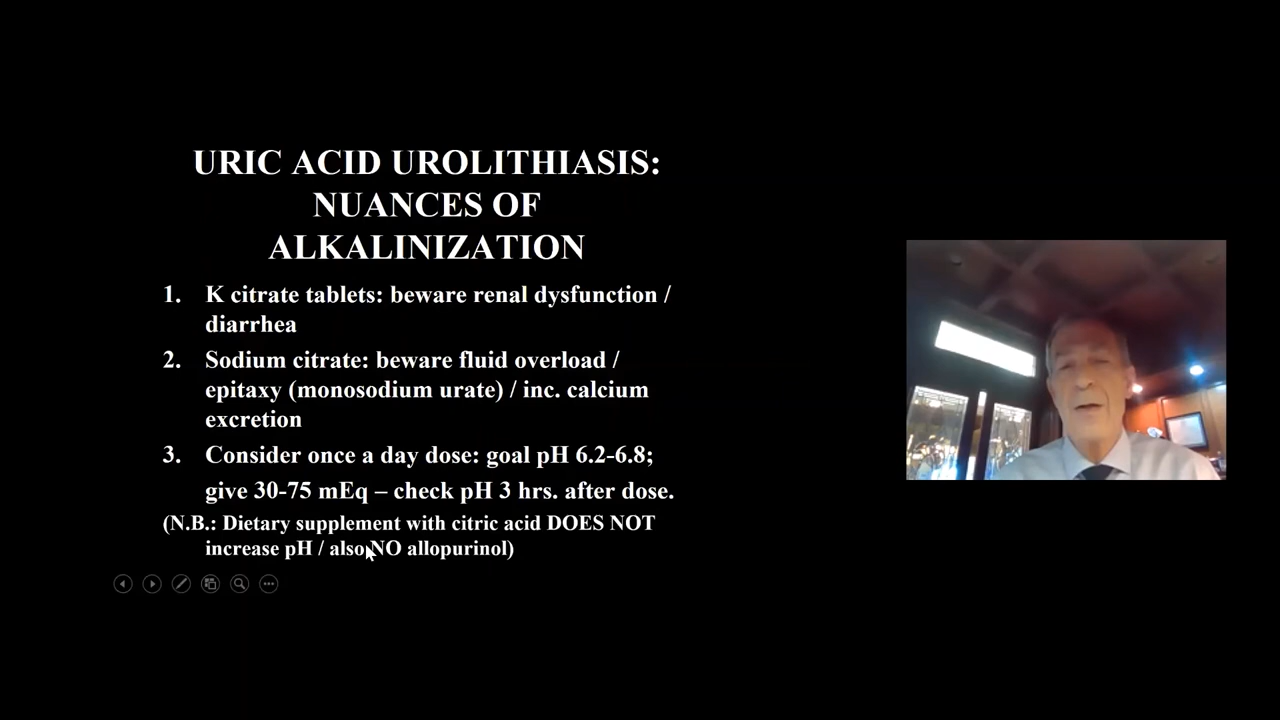 URIC ACID UROLITHIASIS:
NUANCES OF
ALKALINIZATION
1. K citrate tablets: beware renal dysfunction /
diarrhea
2. Sodium citrate: beware fluid overload /
epitaxy (monosodium urate) / inc. calcium
excretion
3. Consider once a day dose: goal pH 6.2-6.8;
give 30-75 mEq – check pH 3 hrs. after dose.
(N.B.: Dietary supplement with citric acid DOES NOT
increase pH / also NO allopurinol)